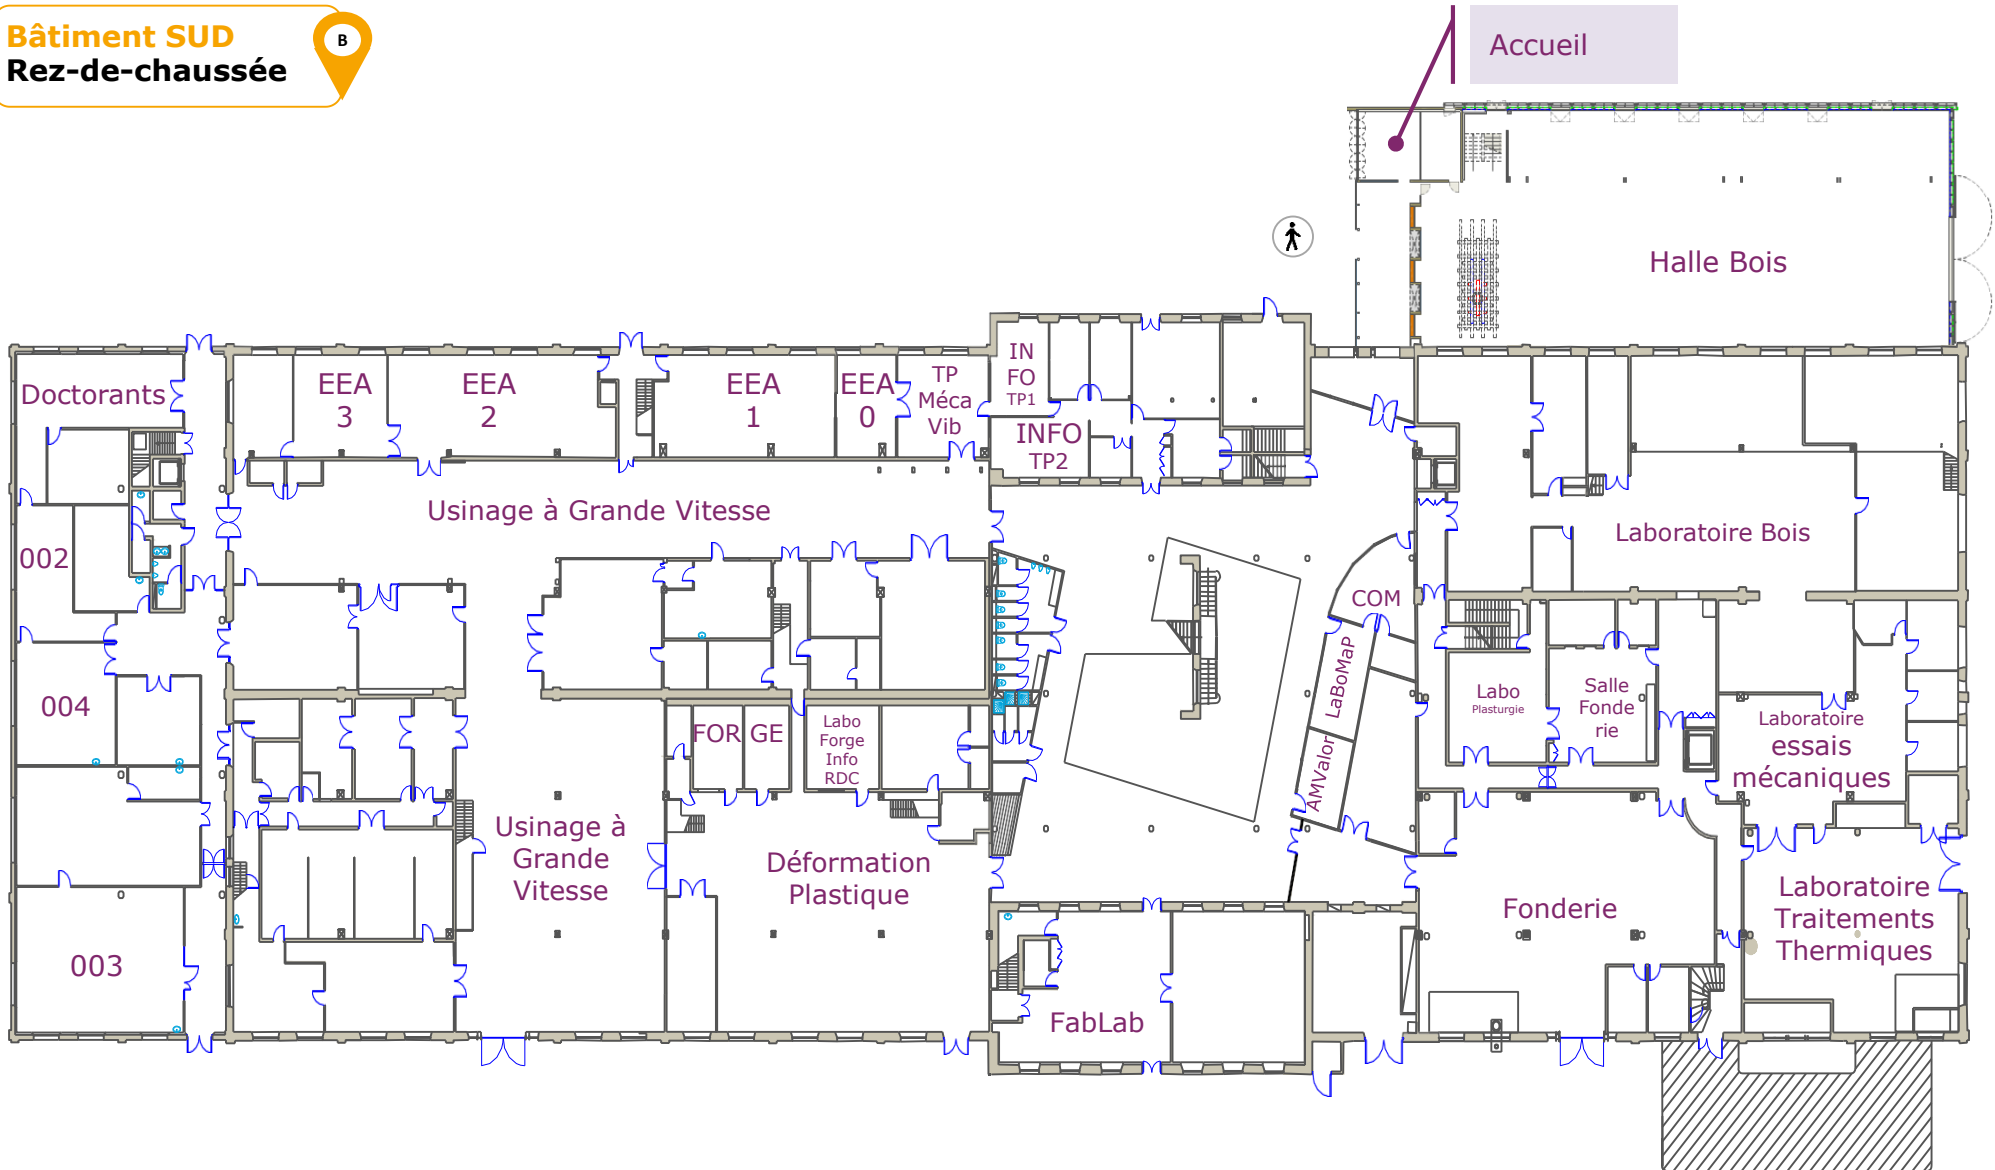 Bâtiment SUD
Rez-de-chaussée
B
Accueil
Halle Bois
Doctorants
EEA
3
EEA
2
EEA
1
EEA
0
TP
Méca
Vib
IN
FO
TP1
INFO
TP2
Usinage à Grande Vitesse
Laboratoire Bois
002
COM
LaBoMaP
AMValor
004
Labo
Plasturgie
Salle
Fonde
rie
Laboratoire
essais
mécaniques
FOR GE
Labo
Forge
Info
RDC
Usinage à
Grande
Vitesse
Déformation
Plastique
Fonderie
Laboratoire
Traitements
Thermiques
003
FabLab